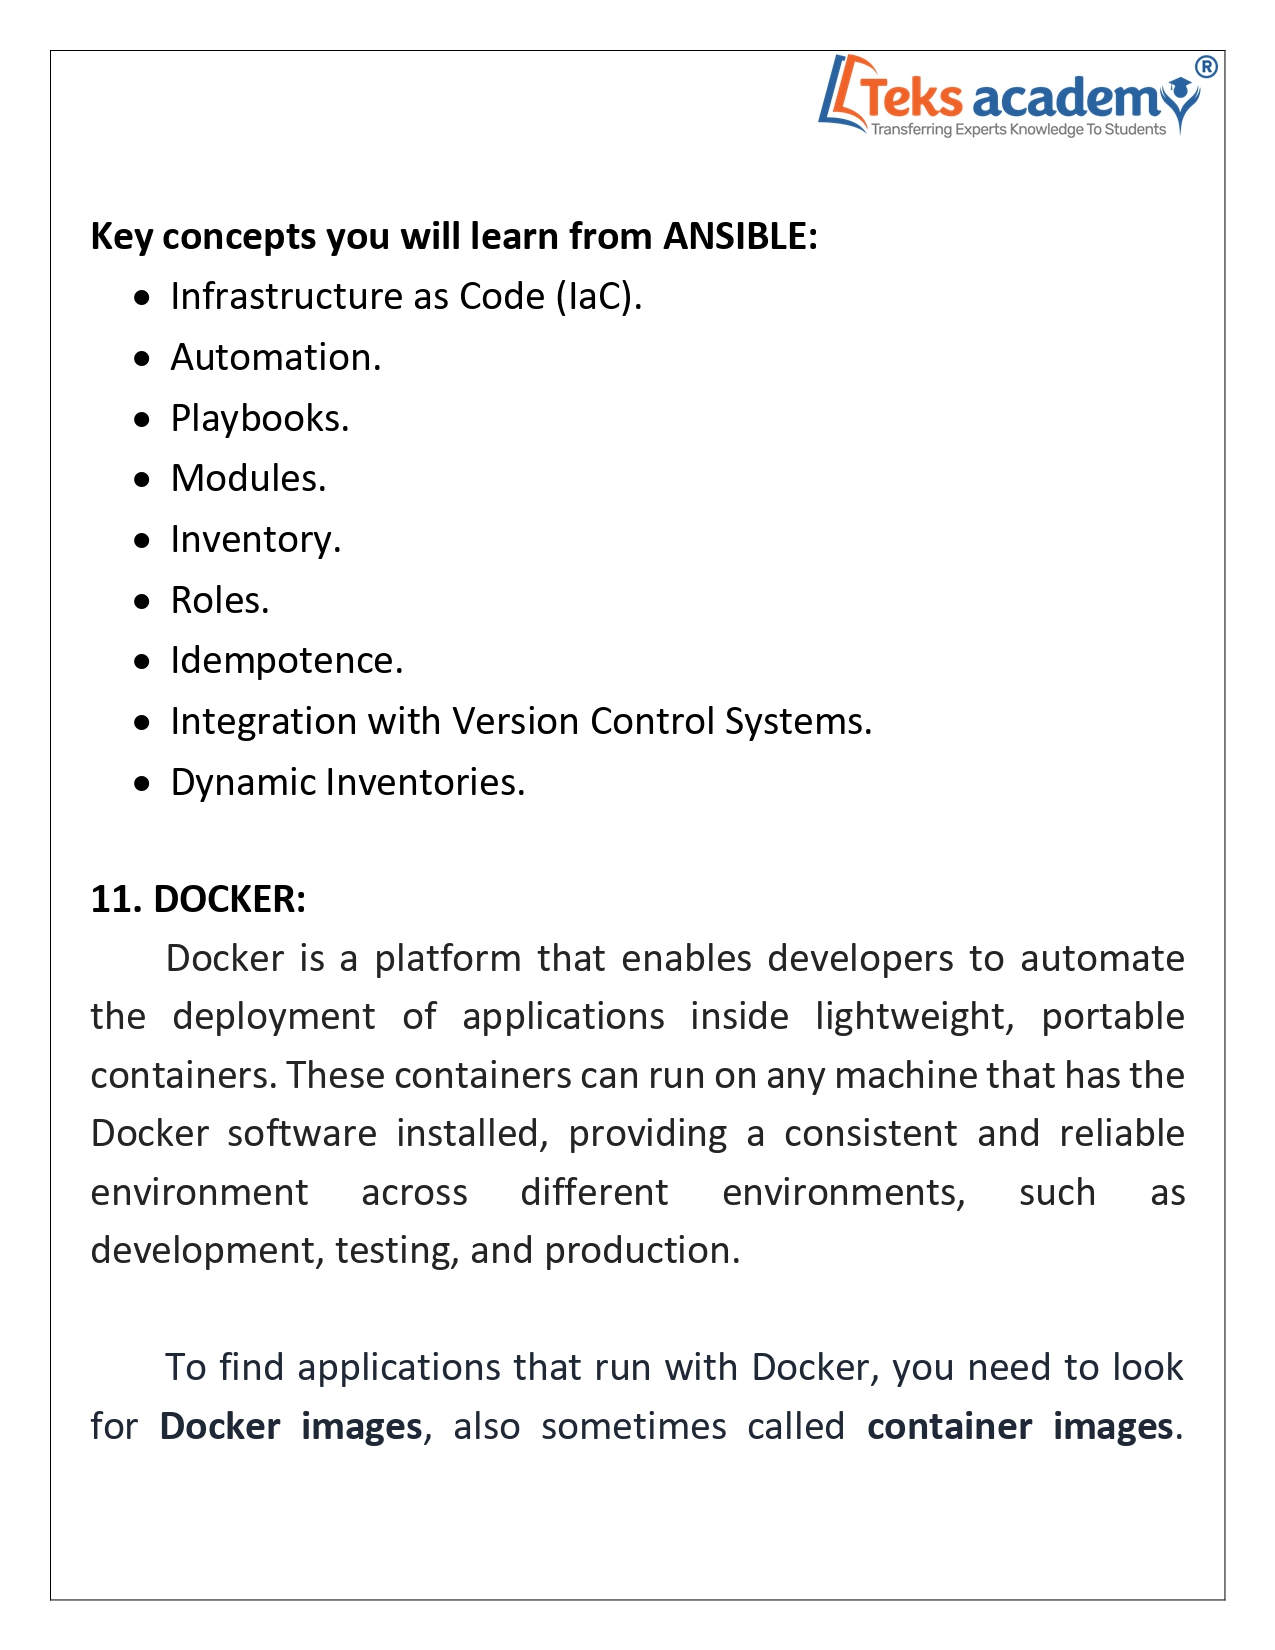 Teks academy ®
Transferring Experts Knowledge To Students
Key concepts you will learn from ANSIBLE:
• Infrastructure as Code (IaC).
• Automation.
• Playbooks.
• Modules.
• Inventory.
• Roles.
• Idempotence.
• Integration with Version Control Systems.
• Dynamic Inventories.
11. DOCKER:
Docker is a platform that enables developers to automate
the deployment of applications inside lightweight, portable
containers. These containers can run on any machine that has the
Docker software installed, providing a consistent and reliable
environment across different environments, such as
development, testing, and production.
To find applications that run with Docker, you need to look
for Docker images, also sometimes called container images.